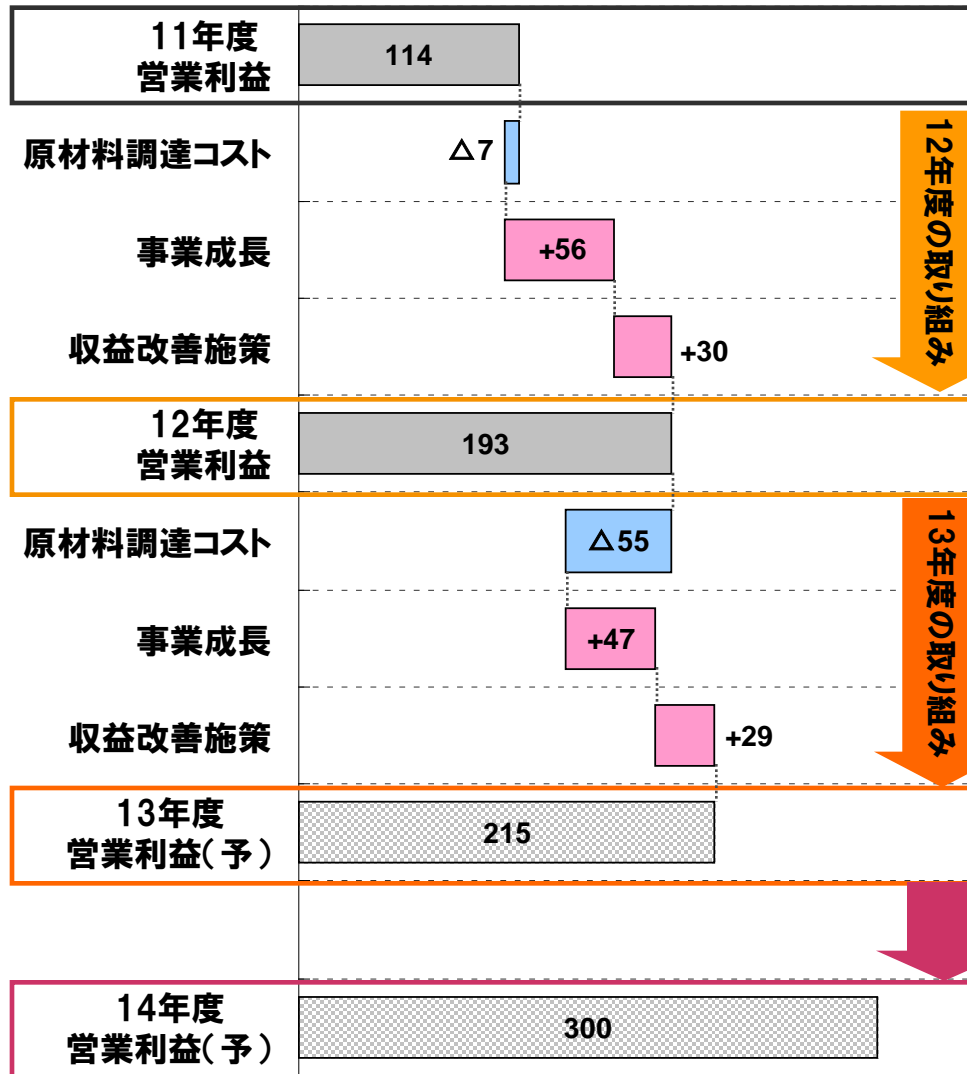 11年度
営業利益
114
原材料調達コスト
△7
事業成長
+56
収益改善施策
+30
12年度の取り組み
12年度
営業利益
193
原材料調達コスト
△55
事業成長
+47
収益改善施策
+29
13年度の取り組み
13年度
営業利益(予)
215
14年度
営業利益(予)
300